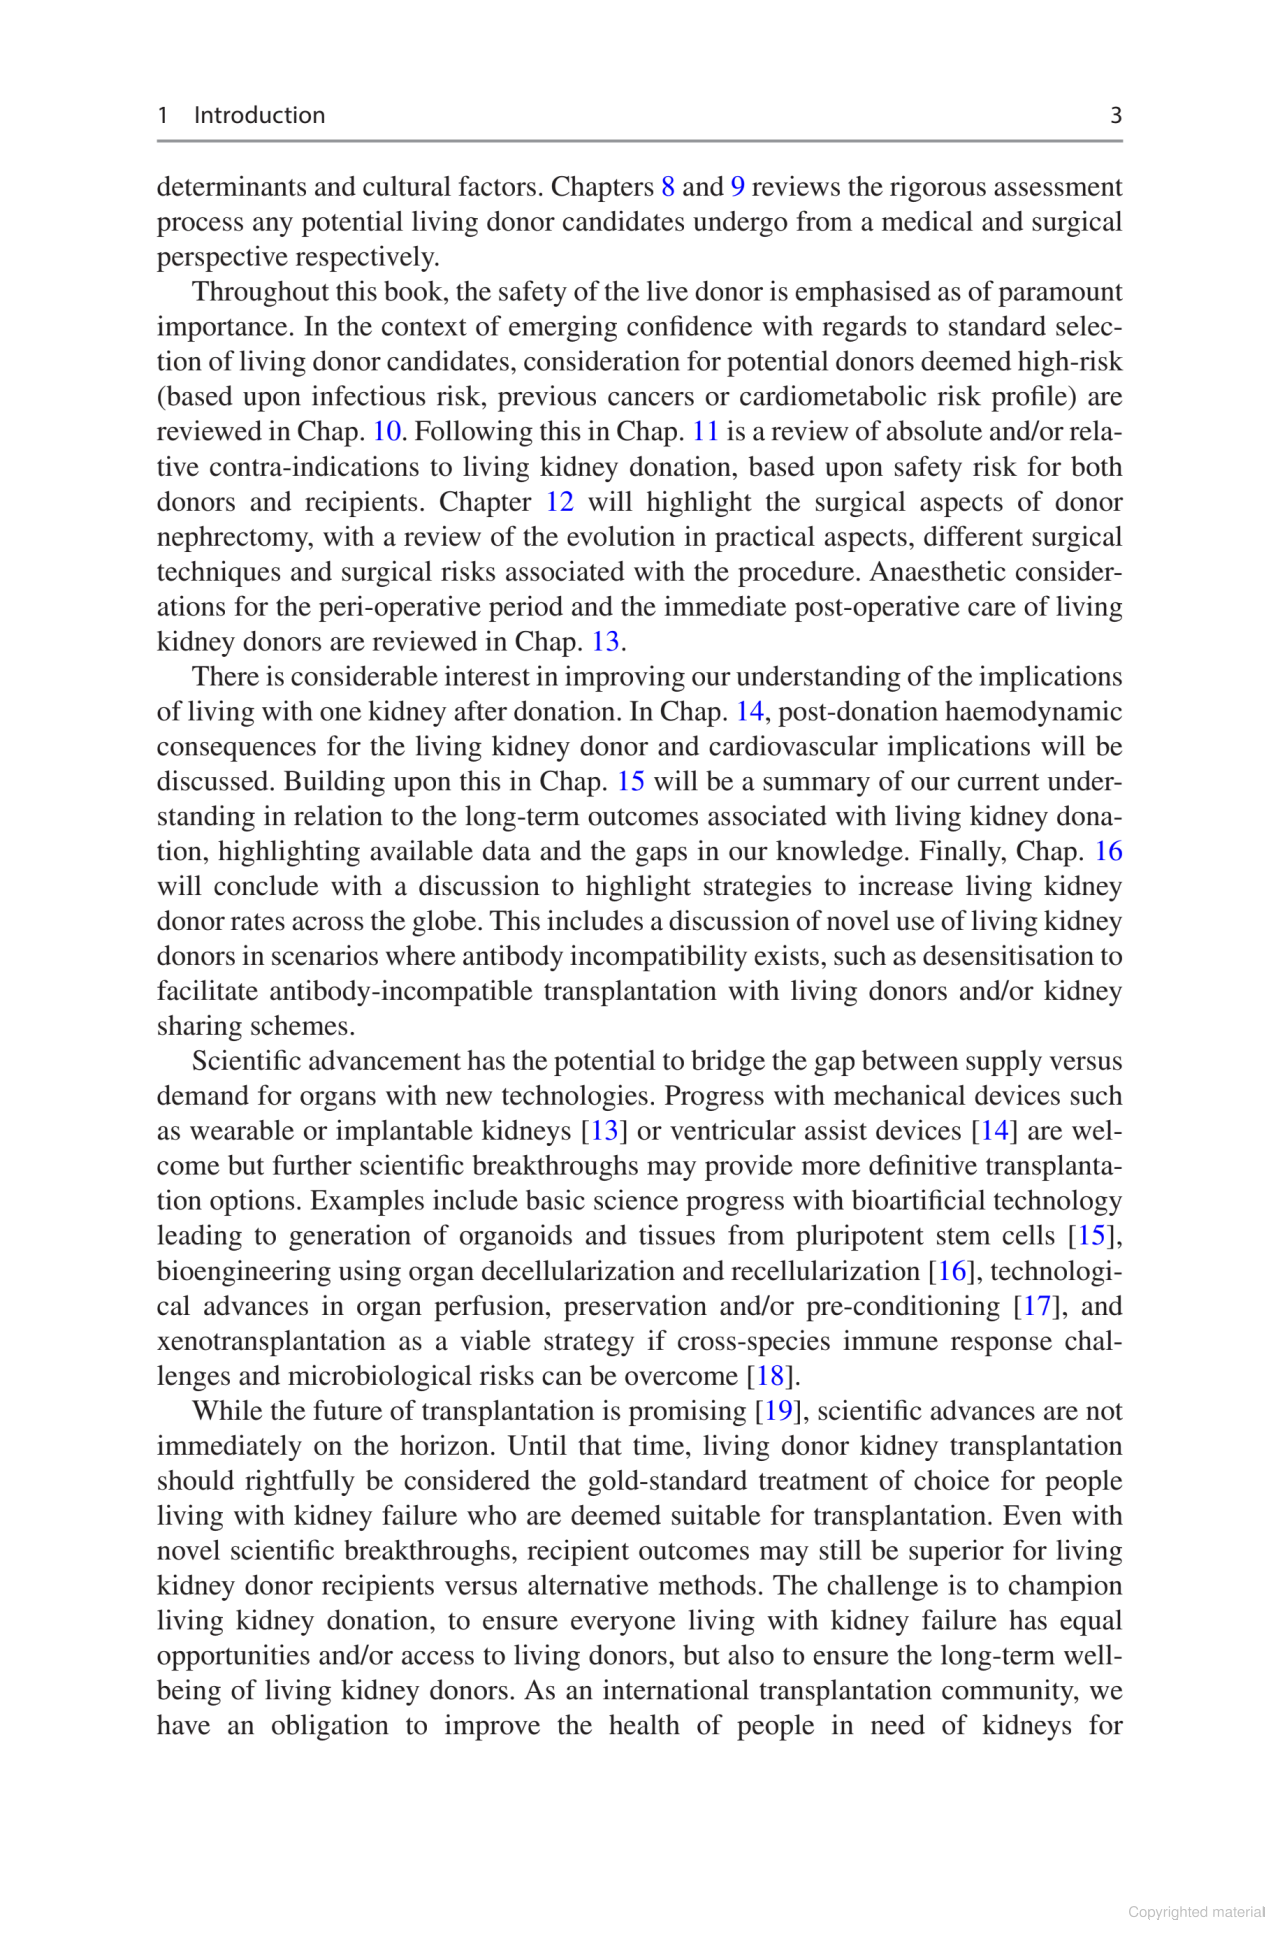 1 Introduction 3
determinants and cultural factors. Chapters 8 and 9 reviews the rigorous assessment
process any potential living donor candidates undergo from a medical and surgical
perspective respectively.
Throughout this book, the safety of the live donor is emphasised as of paramount
importance. In the context of emerging confidence with regards to standard selec-
tion of living donor candidates, consideration for potential donors deemed high-risk
(based upon infectious risk, previous cancers or cardiometabolic risk profile) are
reviewed in Chap. 10. Following this in Chap. 11 is a review of absolute and/or rela-
tive contra-indications to living kidney donation, based upon safety risk for both
donors and recipients. Chapter 12 will highlight the surgical aspects of donor
nephrectomy, with a review of the evolution in practical aspects, different surgical
techniques and surgical risks associated with the procedure. Anaesthetic consider-
ations for the peri-operative period and the immediate post-operative care of living
kidney donors are reviewed in Chap. 13.
There is considerable interest in improving our understanding of the implications
of living with one kidney after donation. In Chap. 14, post-donation haemodynamic
consequences for the living kidney donor and cardiovascular implications will be
discussed. Building upon this in Chap. 15 will be a summary of our current under-
standing in relation to the long-term outcomes associated with living kidney dona-
tion, highlighting available data and the gaps in our knowledge. Finally, Chap. 16
will conclude with a discussion to highlight strategies to increase living kidney
donor rates across the globe. This includes a discussion of novel use of living kidney
donors in scenarios where antibody incompatibility exists, such as desensitisation to
facilitate antibody-incompatible transplantation with living donors and/or kidney
sharing schemes.
Scientific advancement has the potential to bridge the gap between supply versus
demand for organs with new technologies. Progress with mechanical devices such
as wearable or implantable kidneys [13] or ventricular assist devices [14] are wel-
come but further scientific breakthroughs may provide more definitive transplanta-
tion options. Examples include basic science progress with bioartificial technology
leading to generation of organoids and tissues from pluripotent stem cells [15],
bioengineering using organ decellularization and recellularization [16], technologi-
cal advances in organ perfusion, preservation and/or pre-conditioning [17], and
xenotransplantation as a viable strategy if cross-species immune response chal-
lenges and microbiological risks can be overcome [18].
While the future of transplantation is promising [19], scientific advances are not
immediately on the horizon. Until that time, living donor kidney transplantation
should rightfully be considered the gold-standard treatment of choice for people
living with kidney failure who are deemed suitable for transplantation. Even with
novel scientific breakthroughs, recipient outcomes may still be superior for living
kidney donor recipients versus alternative methods. The challenge is to champion
living kidney donation, to ensure everyone living with kidney failure has equal
opportunities and/or access to living donors, but also to ensure the long-term well-
being of living kidney donors. As an international transplantation community, we
have an obligation to improve the health of people in need of kidneys for
Copyrighted material